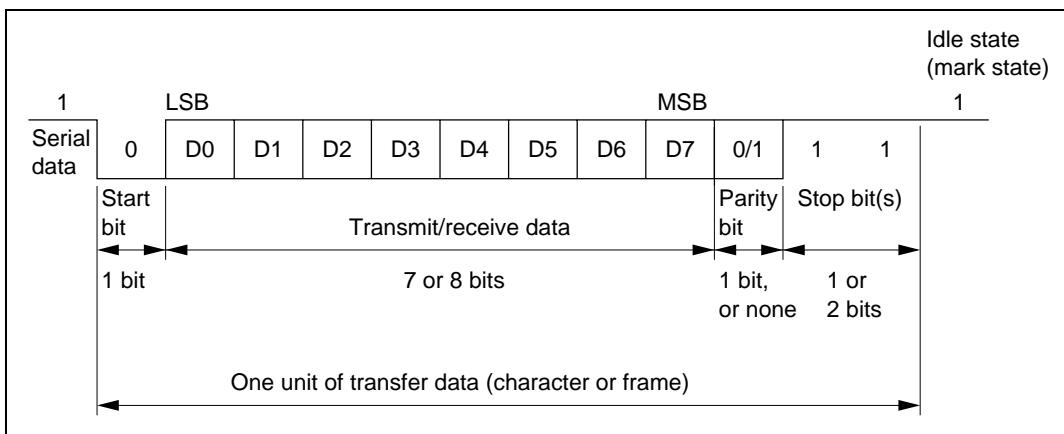 Idle state
(mark state)
1 LSB MSB 1
Serial
data
0 D0 D1 D2 D3 D4 D5 D6 D7 0/1 1 1
Start
bit
Transmit/receive data
Parity
bit
Stop bit(s)
1 bit
7 or 8 bits
1 bit,
or none
1 or
2 bits
One unit of transfer data (character or frame)